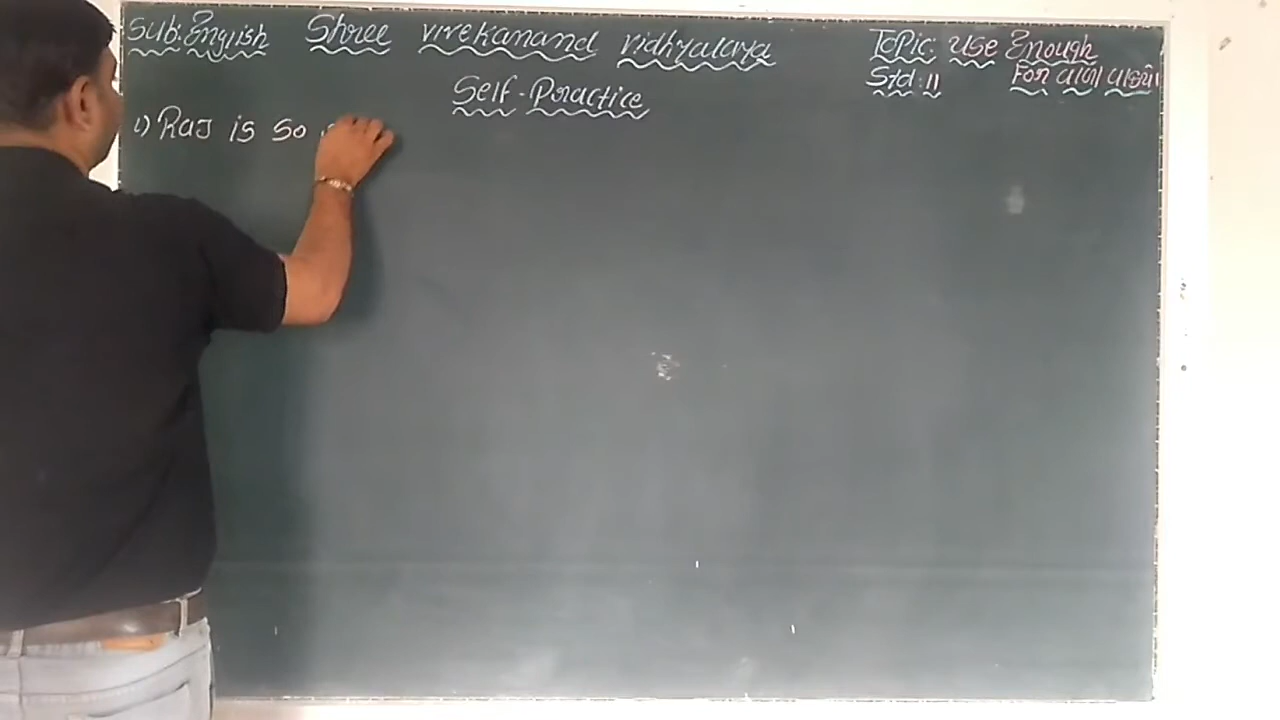 Sub: English Shree vivekanand vidhyalaya Topic: Use Enough
Std: 11 For વાળા વાક્યો
Self-Practice
1) Raj is so